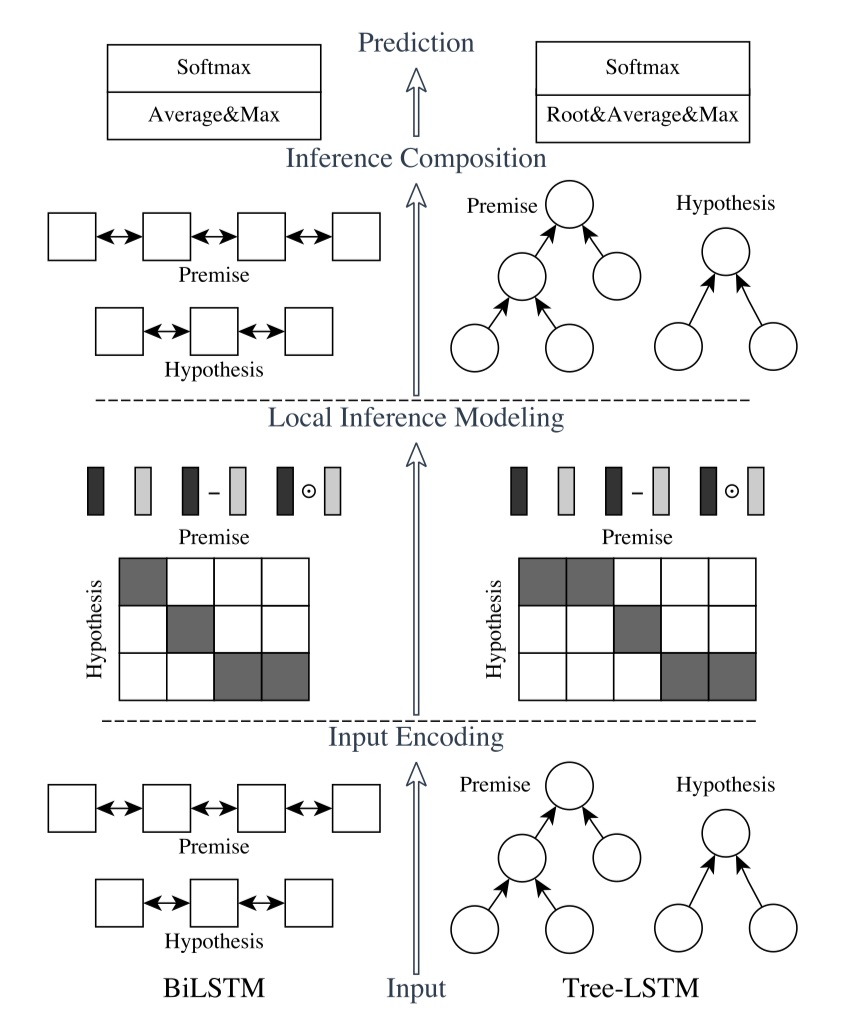 Prediction
Softmax
Average&Max
Softmax
Root&Average&Max
Inference Composition
Premise
Hypothesis
Premise
Hypothesis
Local Inference Modeling
–
⊙
–
⊙
Premise
Hypothesis
Premise
Hypothesis
Input Encoding
Premise
Hypothesis
Premise
Hypothesis
BiLSTM
Input
Tree-LSTM